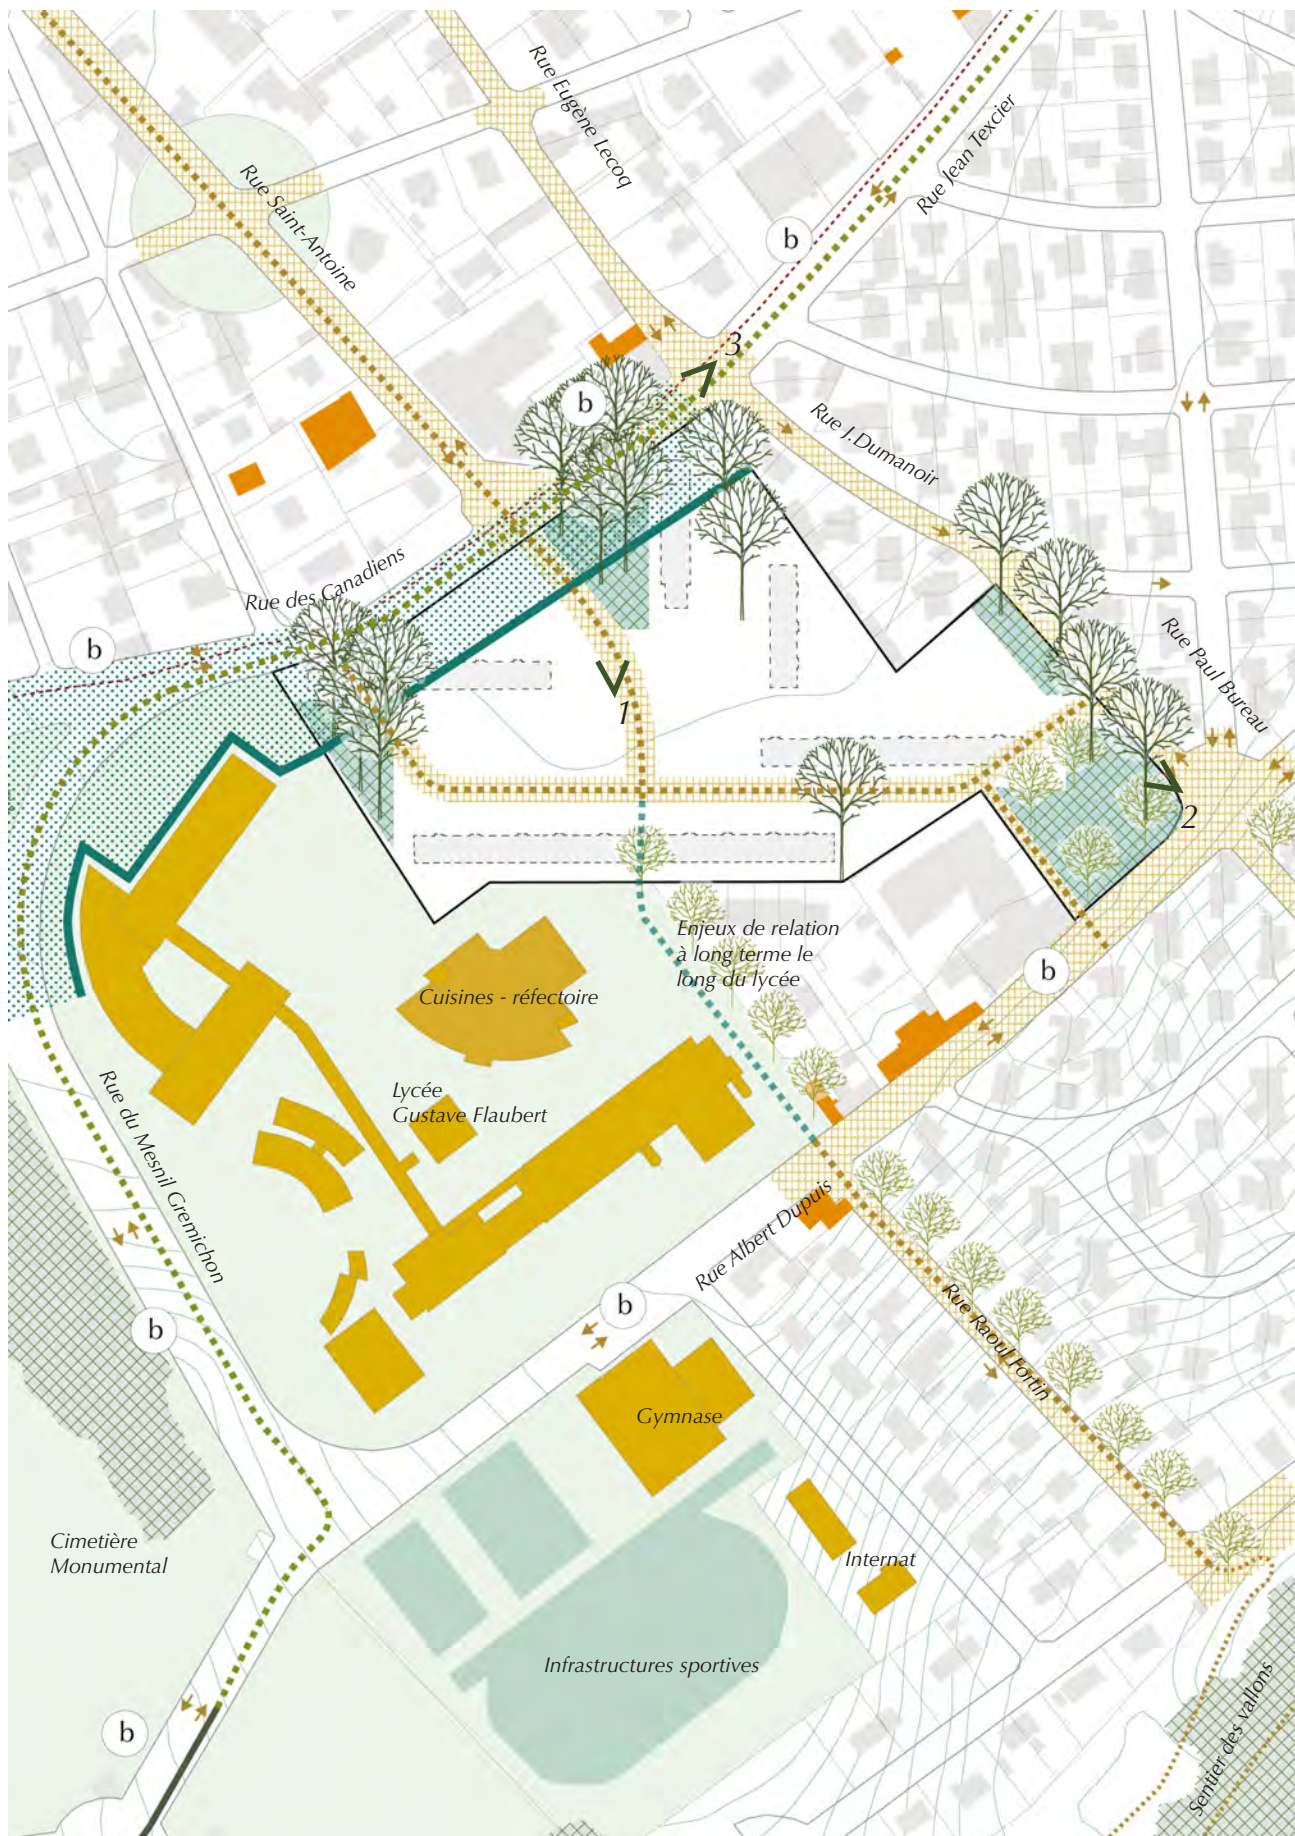 Rue Eugène Lecoq
Rue Jean Texcier
Rue Saint-Antoine
b
3
b
Rue J.Dumanoir
Rue des Canadiens
b
Rue Paul Bureau
1
2
Enjeux de relation
à long terme le
long du lycée
b
Cuisines - réfectoire
Lycée
Gustave Flaubert
Rue du Mesnil Gremichon
Rue Albert Dupuis
b
b
Rue Raoul Fortin
Gymnase
Cimetière
Monumental
Internat
Infrastructures sportives
Sentier des vallons
b